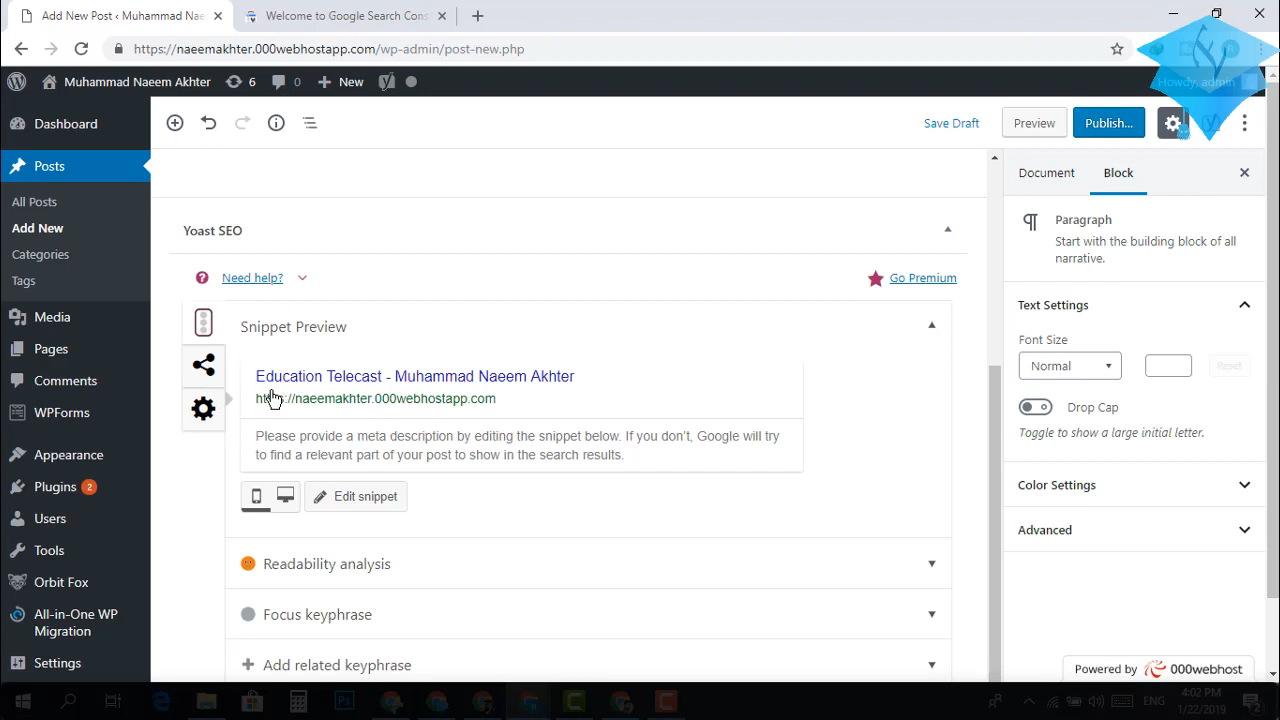 Add New Post ‹ Muhammad Nae
Welcome to Google Search Cons
https://naeemakhter.000webhostapp.com/wp-admin/post-new.php
Muhammad Naeem Akhter
6
0
New
Howdy, admin
Dashboard
Posts
All Posts
Add New
Categories
Tags
Media
Pages
Comments
WPForms
Appearance
Plugins 2
Users
Tools
Orbit Fox
All-in-One WP
Migration
Settings
Save Draft
Preview
Publish...
Yoast SEO
Need help?
Go Premium
Snippet Preview
Education Telecast - Muhammad Naeem Akhter
https://naeemakhter.000webhostapp.com
Please provide a meta description by editing the snippet below. If you don’t, Google will try
to find a relevant part of your post to show in the search results.
Edit snippet
Readability analysis
Focus keyphrase
Add related keyphrase
Document
Block
Paragraph
Start with the building block of all
narrative.
Text Settings
Font Size
Normal
Reset
Drop Cap
Toggle to show a large initial letter.
Color Settings
Advanced
Powered by 000webhost
ENG
4:02 PM
1/22/2019
2